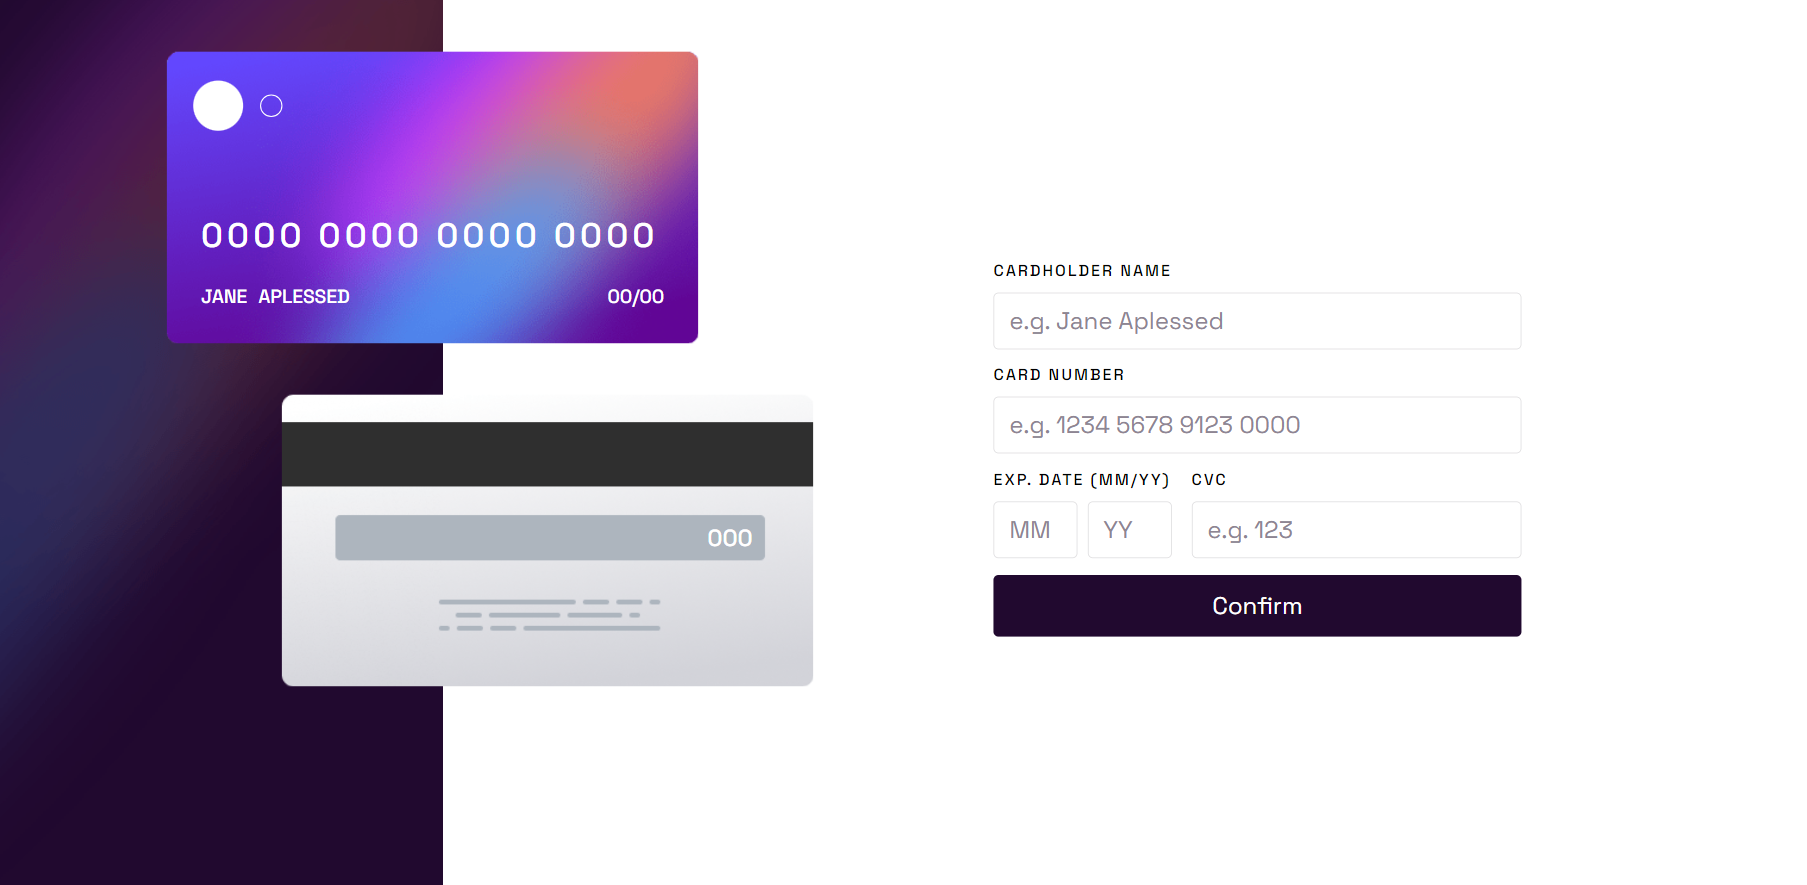 0000 0000 0000 0000
JANE APLESSED
00/00
000
CARDHOLDER NAME
e.g. Jane Aplessed
CARD NUMBER
e.g. 1234 5678 9123 0000
EXP. DATE (MM/YY)
CVC
MM
YY
e.g. 123
Confirm